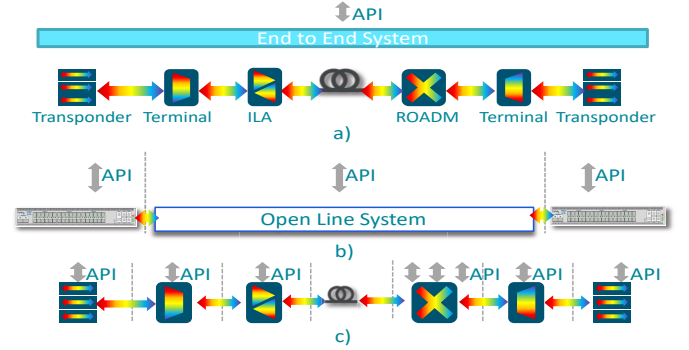 API
End to End System
Transponder Terminal ILA ROADM Terminal Transponder
a)
API API API
Open Line System
b)
API API API API API API
c)